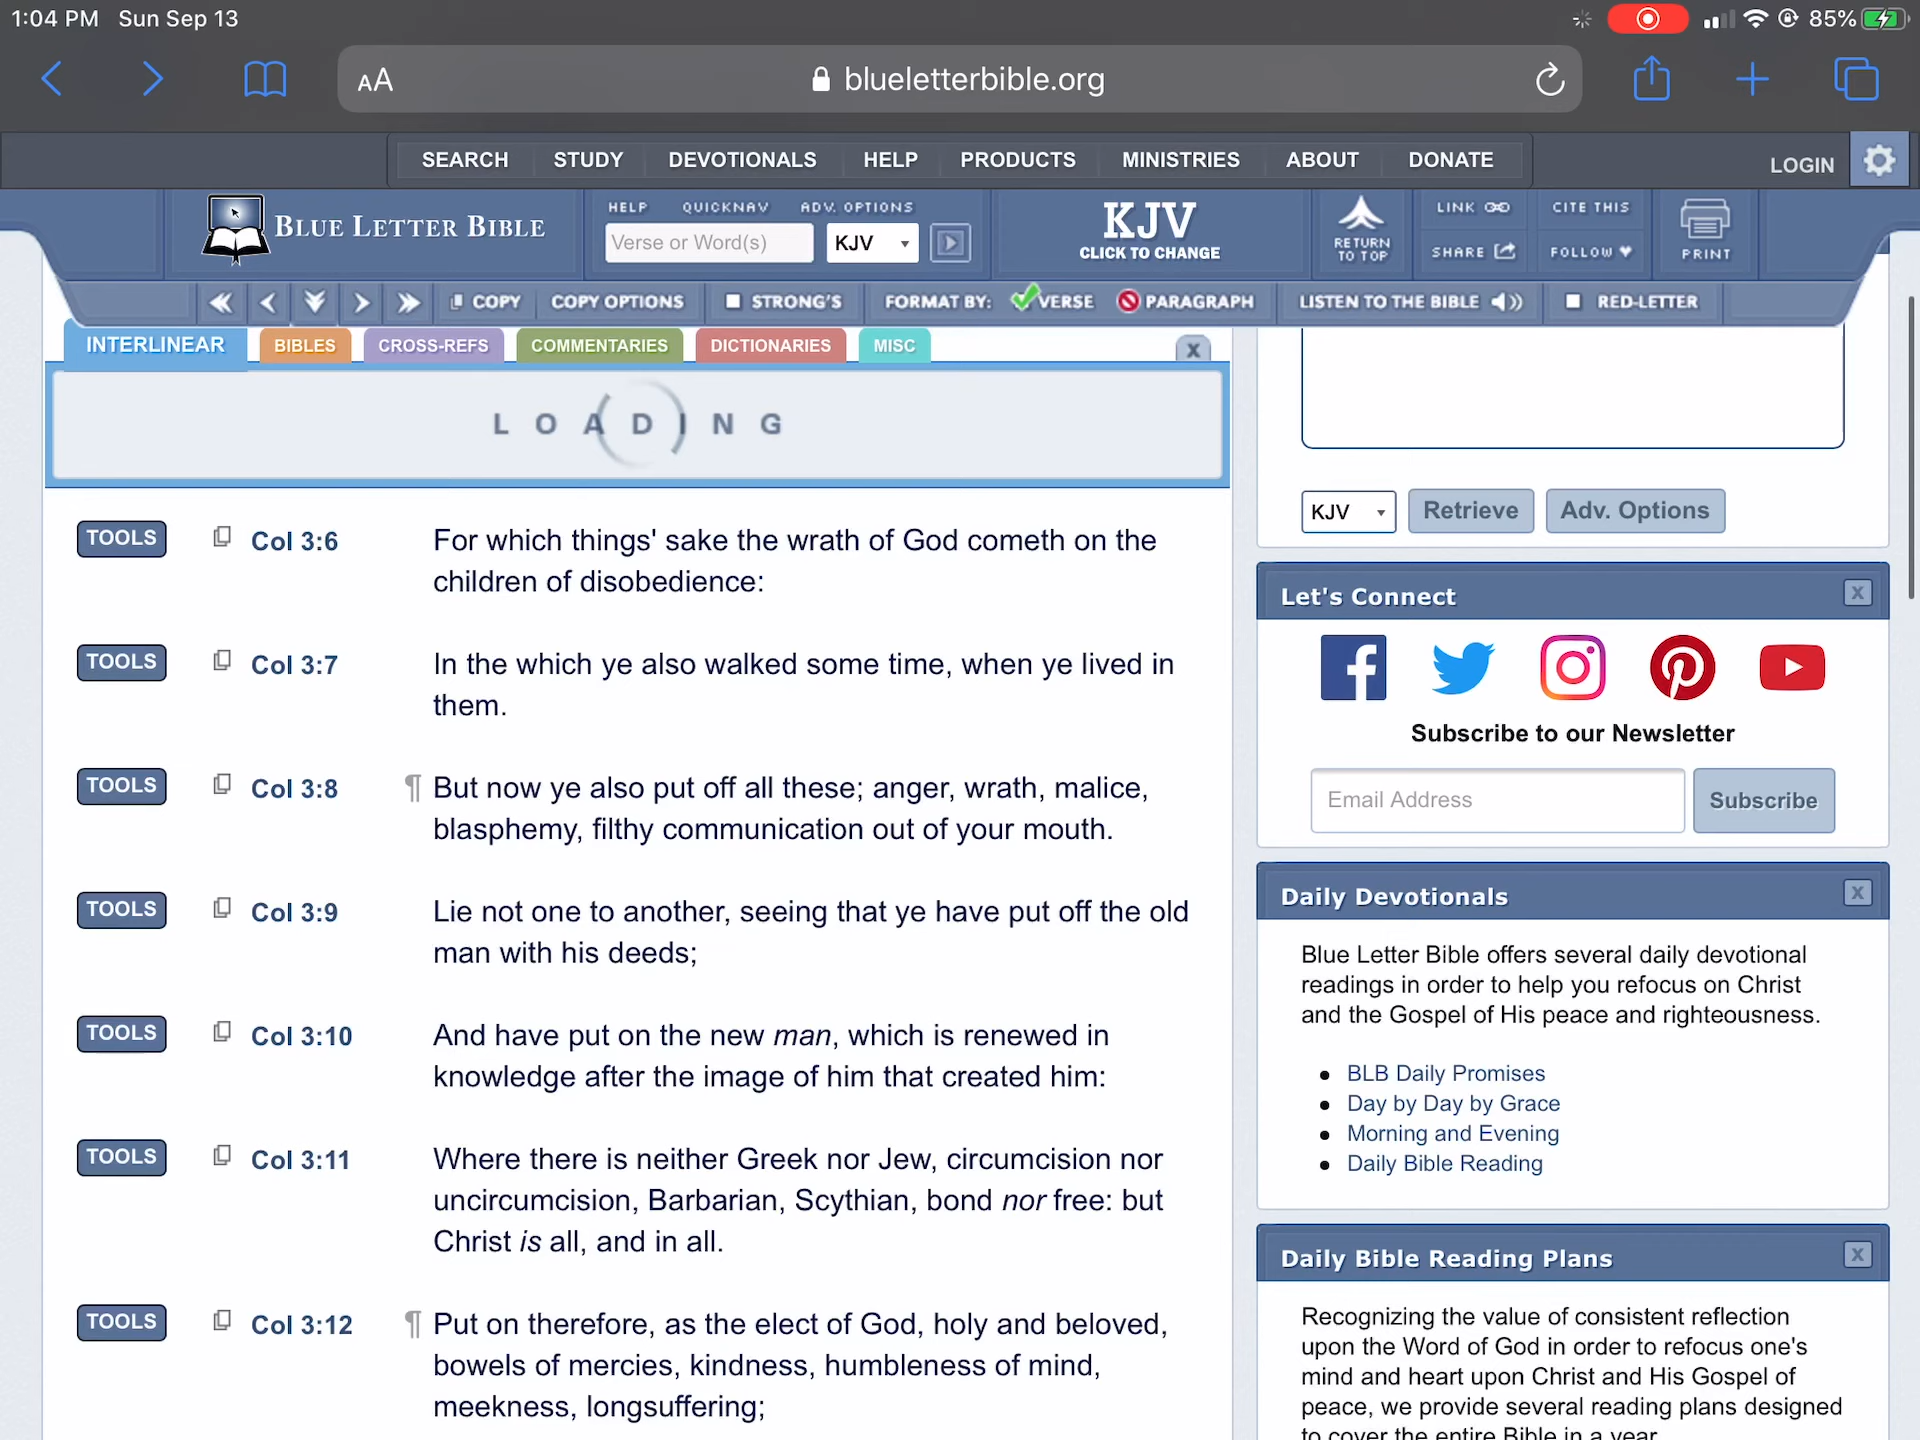 1:04 PM Sun Sep 13
85%
AA
blueletterbible.org
SEARCH STUDY DEVOTIONALS HELP PRODUCTS MINISTRIES ABOUT DONATE
LOGIN
BLUE LETTER BIBLE
HELP QUICKNAV ADV. OPTIONS
Verse or Word(s)
KJV
KJV
CLICK TO CHANGE
RETURN
TO TOP
LINK
CITE THIS
SHARE
FOLLOW
PRINT
COPY
COPY OPTIONS
STRONG'S
FORMAT BY:
VERSE
PARAGRAPH
LISTEN TO THE BIBLE
RED-LETTER
INTERLINEAR
BIBLES
CROSS-REFS
COMMENTARIES
DICTIONARIES
MISC
X
LOADING
TOOLS Col 3:6 For which things' sake the wrath of God cometh on the
children of disobedience:
TOOLS Col 3:7 In the which ye also walked some time, when ye lived in
them.
TOOLS Col 3:8 ¶ But now ye also put off all these; anger, wrath, malice,
blasphemy, filthy communication out of your mouth.
TOOLS Col 3:9 Lie not one to another, seeing that ye have put off the old
man with his deeds;
TOOLS Col 3:10 And have put on the new man, which is renewed in
knowledge after the image of him that created him:
TOOLS Col 3:11 Where there is neither Greek nor Jew, circumcision nor
uncircumcision, Barbarian, Scythian, bond nor free: but
Christ is all, and in all.
TOOLS Col 3:12 ¶ Put on therefore, as the elect of God, holy and beloved,
bowels of mercies, kindness, humbleness of mind,
meekness, longsuffering;
KJV
Retrieve
Adv. Options
Let's Connect
X
Subscribe to our Newsletter
Email Address
Subscribe
Daily Devotionals
X
Blue Letter Bible offers several daily devotional
readings in order to help you refocus on Christ
and the Gospel of His peace and righteousness.
• BLB Daily Promises
• Day by Day by Grace
• Morning and Evening
• Daily Bible Reading
Daily Bible Reading Plans
X
Recognizing the value of consistent reflection
upon the Word of God in order to refocus one's
mind and heart upon Christ and His Gospel of
peace, we provide several reading plans designed
to cover the entire Bible in a year.